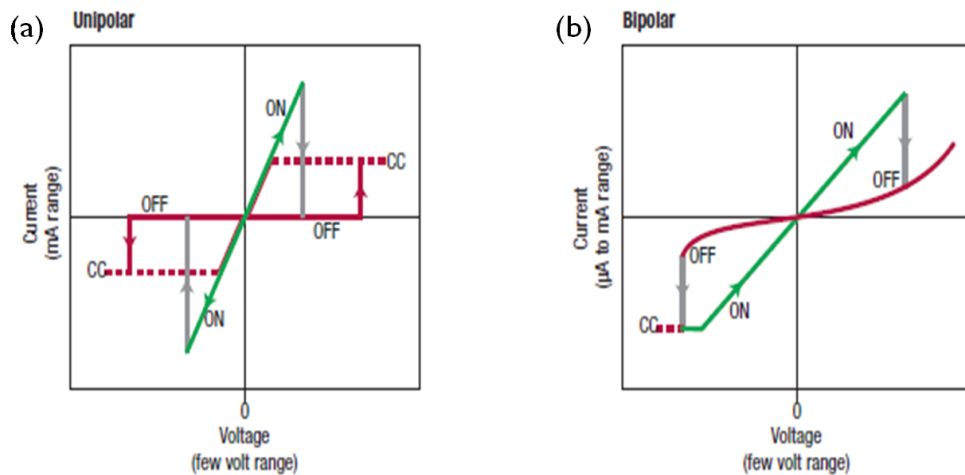 (a) Unipolar
Current
(mA range)
ON
CC
OFF
OFF
CC
ON
0
Voltage
(few volt range)
(b) Bipolar
Current
(µA to mA range)
ON
OFF
OFF
CC
ON
0
Voltage
(few volt range)